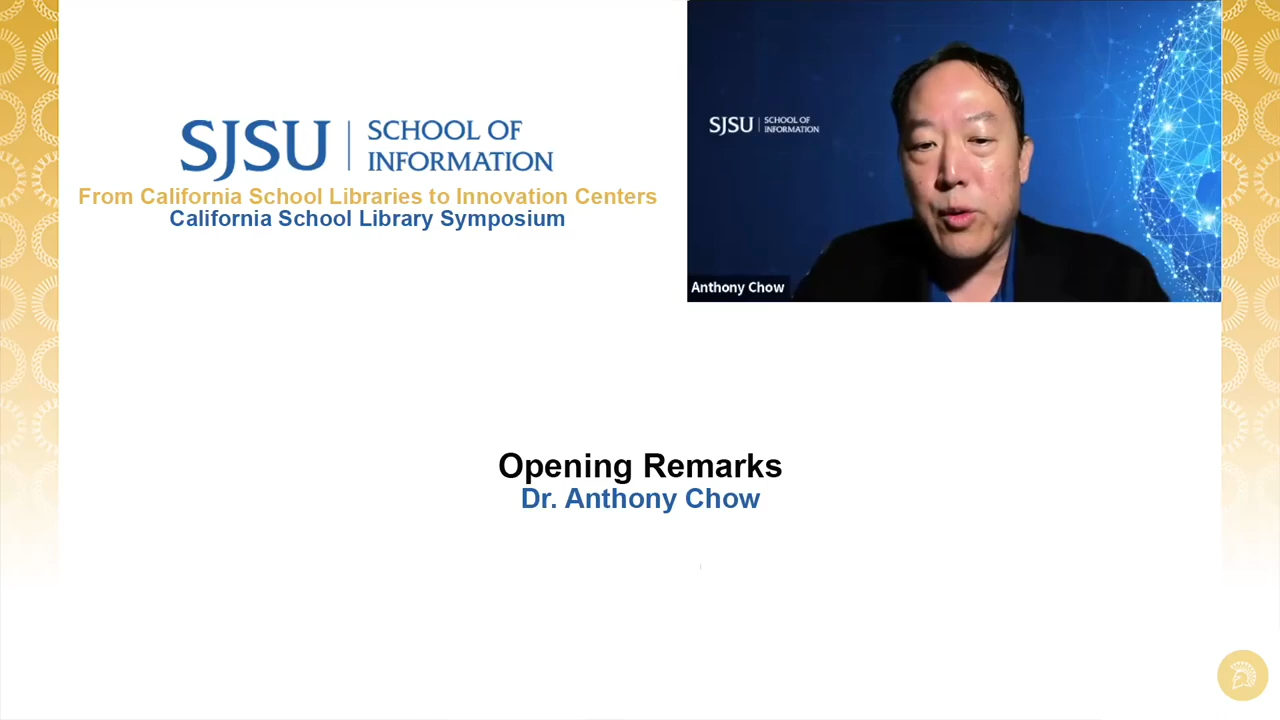 SJSU SCHOOL OF
INFORMATION
From California School Libraries to Innovation Centers
California School Library Symposium
SJSU SCHOOL OF
INFORMATION
Anthony Chow
Opening Remarks
Dr. Anthony Chow